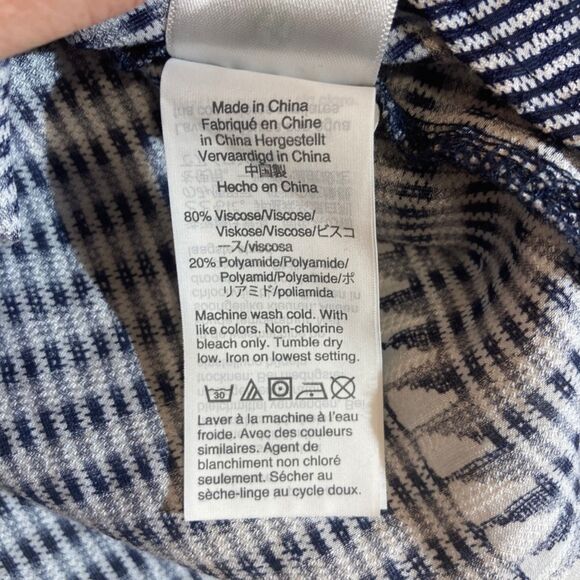 Made in China
Fabriqué en Chine
in China Hergestellt
Vervaardigd in China
中国製
Hecho en China
80% Viscose/Viscose/
Viskose/Viscose/ビスコ
ース/viscosa
20% Polyamide/Polyamide/
Polyamid/Polyamide/ポ
リアミド/poliamida
Machine wash cold. With
like colors. Non-chlorine
bleach only. Tumble dry
low. Iron on lowest setting.
30
Laver à la machine à l'eau
froide. Avec des couleurs
similaires. Agent de
blanchiment non chloré
seulement. Sécher au
sèche-linge au cycle doux.